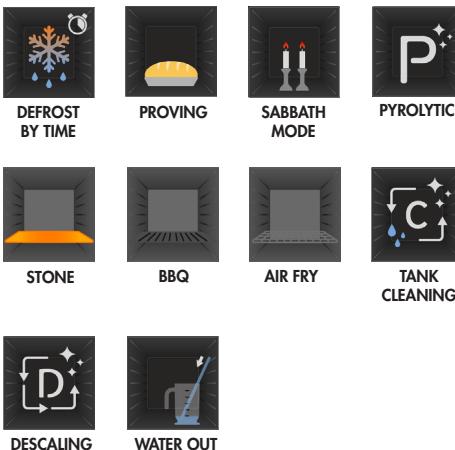 DEFROST
BY TIME
PROVING
SABBATH
MODE
P
PYROLYTIC
STONE
BBQ
AIR FRY
C
TANK
CLEANING
D
DESCALING
WATER OUT